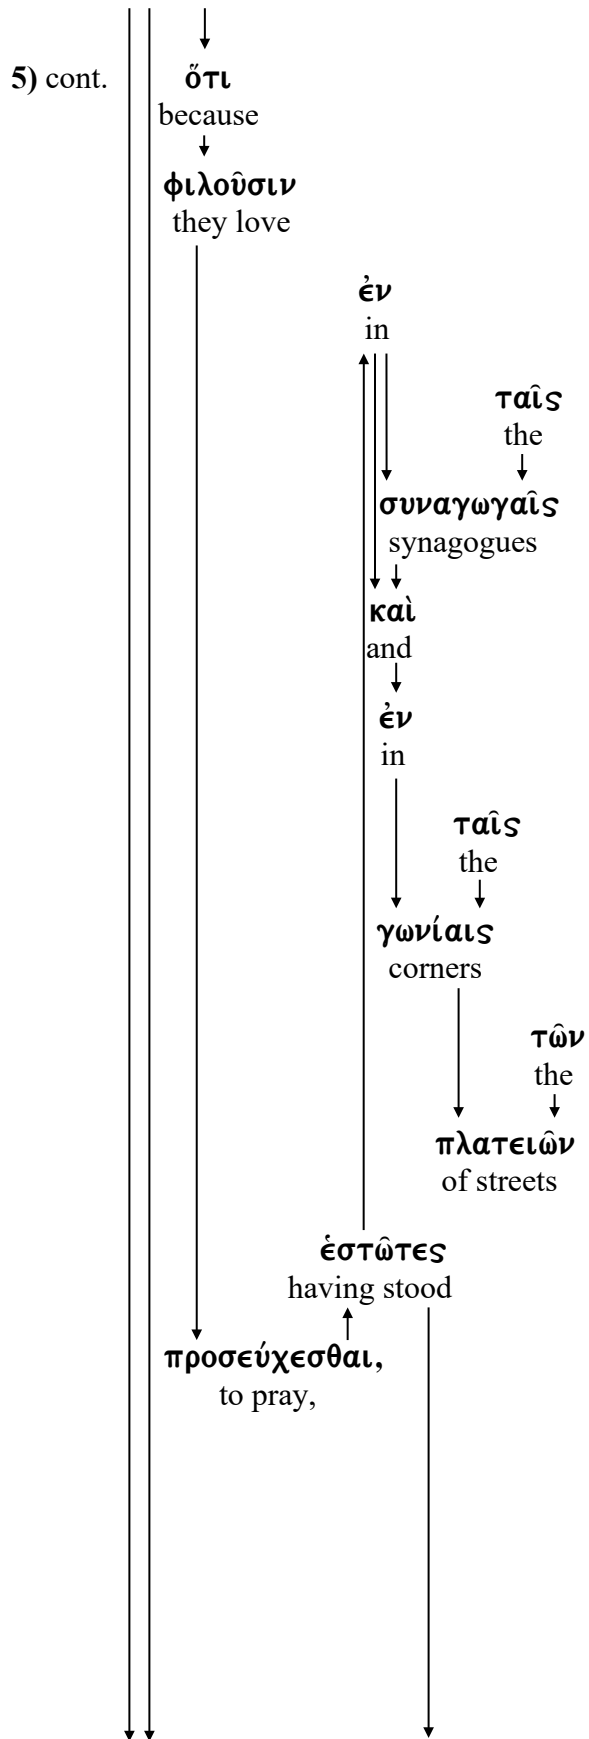 5) cont.
ὅτι
because
φιλοῦσιν
they love
ἐν
in
ταῖς
the
συναγωγαῖς
synagogues
καὶ
and
ἐν
in
ταῖς
the
γωνίαις
corners
τῶν
the
πλατειῶν
of streets
ἑστῶτες
having stood
προσεύχεσθαι,
to pray,